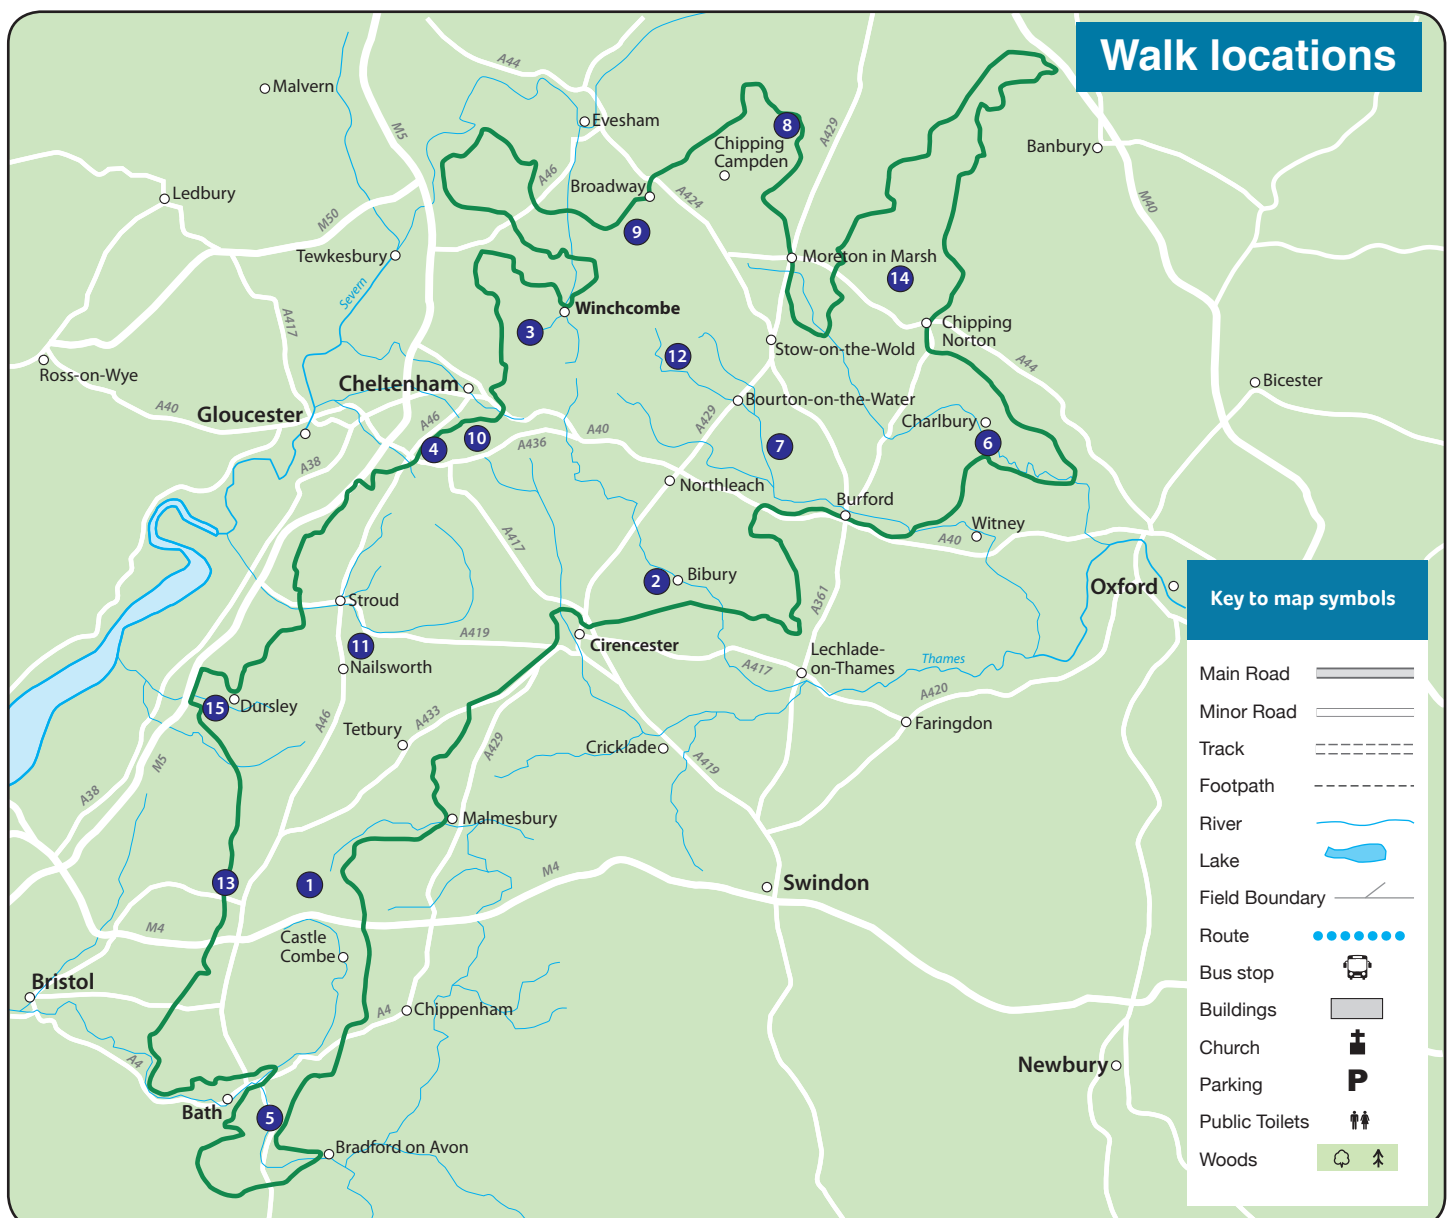 Walk locations
A44
Malvern
Evesham
M5
8
A429
Chipping
Campden
Banbury
A46
Broadway
A424
Ledbury
M40
M50
9
Tewkesbury
Moreton in Marsh
14
Severn
A417
Winchcombe
3
Chipping
Norton
12
Stow-on-the-Wold
A44
Ross-on-Wye
Cheltenham
Bicester
A40
Gloucester
Bourton-on-the-Water
A46
A429
Charlbury
A40
10
A436
4
7
6
A38
Northleach
Burford
Witney
A417
A40
2
Bibury
Oxford
Stroud
A361
Key to map symbols
A419
11
Cirencester
Nailsworth
Lechlade-
on-Thames
Thames
A417
Main Road
A420
15
Dursley
Minor Road
A46
A433
Tetbury
Faringdon
A429
Cricklade
Track
M5
A419
Footpath
A38
Malmesbury
River
Lake
M4
13
1
Swindon
Field Boundary
M4
Castle
Combe
Route
Bus stop
Bristol
A4
Chippenham
Buildings
Church
A4
Newbury
Parking
P
Bath
5
Public Toilets
Bradford on Avon
Woods